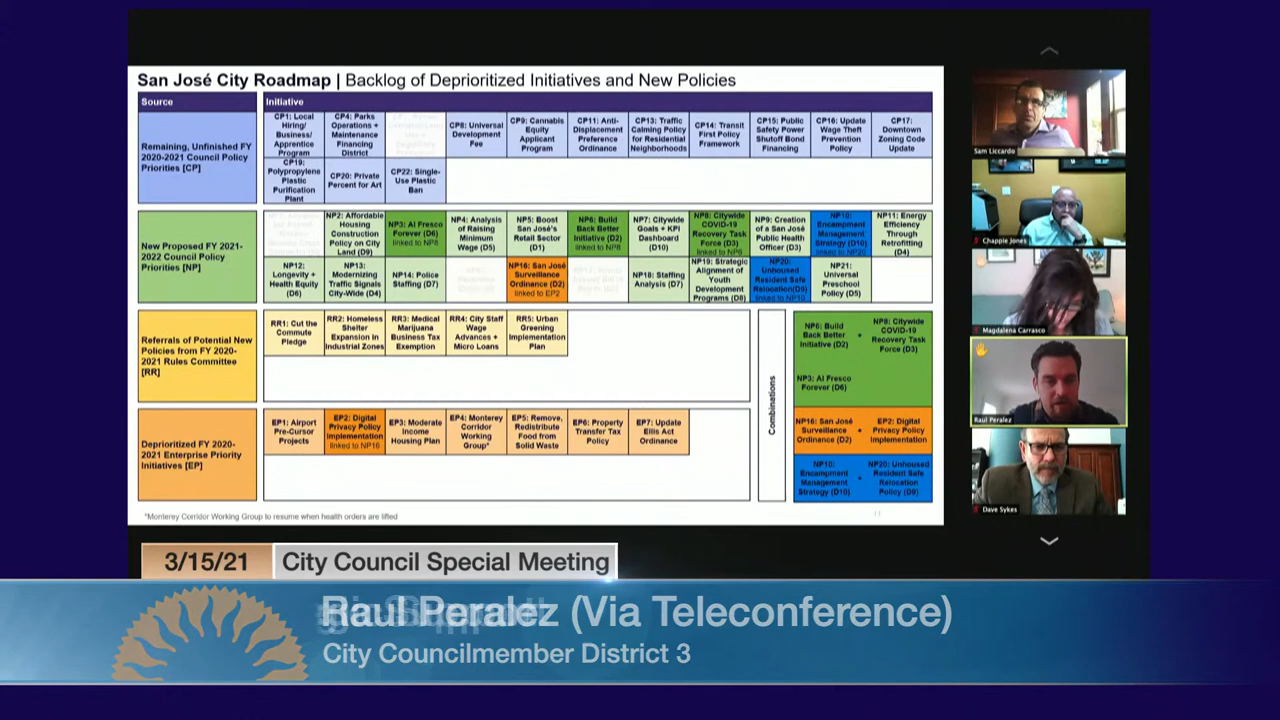 San José City Roadmap | Backlog of Deprioritized Initiatives and New Policies
Source
Initiative
Remaining, Unfinished FY
2020-2021 Council Policy
Priorities [CP]
CP1: Local
Hiring/
Business/
Apprentice
Program
CP4: Parks
Operations +
Maintenance
Financing
District
CP8: Universal
Development
Fee
CP9: Cannabis
Equity
Applicant
Program
CP11: Anti-
Displacement
Preference
Ordinance
CP13: Traffic
Calming Policy
for Residential
Neighborhoods
CP14: Transit
First Policy
Framework
CP15: Public
Safety Power
Shutoff Bond
Financing
CP16: Update
Wage Theft
Prevention
Policy
CP17:
Downtown
Zoning Code
Update
CP19:
Polypropylene
Plastic
Purification
Plant
CP20: Private
Percent for Art
CP22: Single-
Use Plastic
Ban
New Proposed FY 2021-
2022 Council Policy
Priorities [NP]
NP2: Affordable
Housing
Construction
Policy on City
Land (D9)
NP3: Al Fresco
Forever (D6)
linked to NP8
NP4: Analysis
of Raising
Minimum
Wage (D5)
NP5: Boost
San José's
Retail Sector
(D1)
NP6: Build
Back Better
Initiative (D2)
linked to NP8
NP7: Citywide
Goals + KPI
Dashboard
(D10)
NP8: Citywide
COVID-19
Recovery Task
Force (D3)
linked to NP6
NP9: Creation
of a San José
Public Health
Officer (D3)
NP10:
Encampment
Management
Strategy (D10)
linked to NP20
NP11: Energy
Efficiency
Through
Retrofitting
(D4)
NP12:
Longevity +
Health Equity
(D6)
NP13:
Modernizing
Traffic Signals
City-Wide (D4)
NP14: Police
Staffing (D7)
NP16: San José
Surveillance
Ordinance (D2)
linked to EP2
NP18: Staffing
Analysis (D7)
NP19: Strategic
Alignment of
Youth
Development
Programs (D8)
NP20:
Unhoused
Resident Safe
Relocation(D9)
linked to NP10
NP21:
Universal
Preschool
Policy (D5)
Referrals of Potential New
Policies from FY 2020-
2021 Rules Committee
[RR]
RR1: Cut the
Commute
Pledge
RR2: Homeless
Shelter
Expansion in
Industrial Zones
RR3: Medical
Marijuana
Business Tax
Exemption
RR4: City Staff
Wage
Advances +
Micro Loans
RR5: Urban
Greening
Implementation
Plan
Deprioritized FY 2020-
2021 Enterprise Priority
Initiatives [EP]
EP1: Airport
Pre-Cursor
Projects
EP2: Digital
Privacy Policy
Implementation
linked to NP16
EP3: Moderate
Income
Housing Plan
EP4: Monterey
Corridor
Working
Group*
EP5: Remove,
Redistribute
Food from
Solid Waste
EP6: Property
Transfer Tax
Policy
EP7: Update
Ellis Act
Ordinance
Combinations
NP6: Build
Back Better
Initiative (D2)
+
NP8: Citywide
COVID-19
Recovery Task
Force (D3)
NP3: Al Fresco
Forever (D6)
NP16: San José
Surveillance
Ordinance (D2)
+
EP2: Digital
Privacy Policy
Implementation
NP10:
Encampment
Management
Strategy (D10)
+
NP20: Unhoused
Resident Safe
Relocation
Policy (D9)
*Monterey Corridor Working Group to resume when health orders are lifted
11
Sam Liccardo
Chappie Jones
Magdalena Carrasco
Raul Peralez
Dave Sykes
3/15/21
City Council Special Meeting
Raul Peralez (Via Teleconference)
City Councilmember District 3